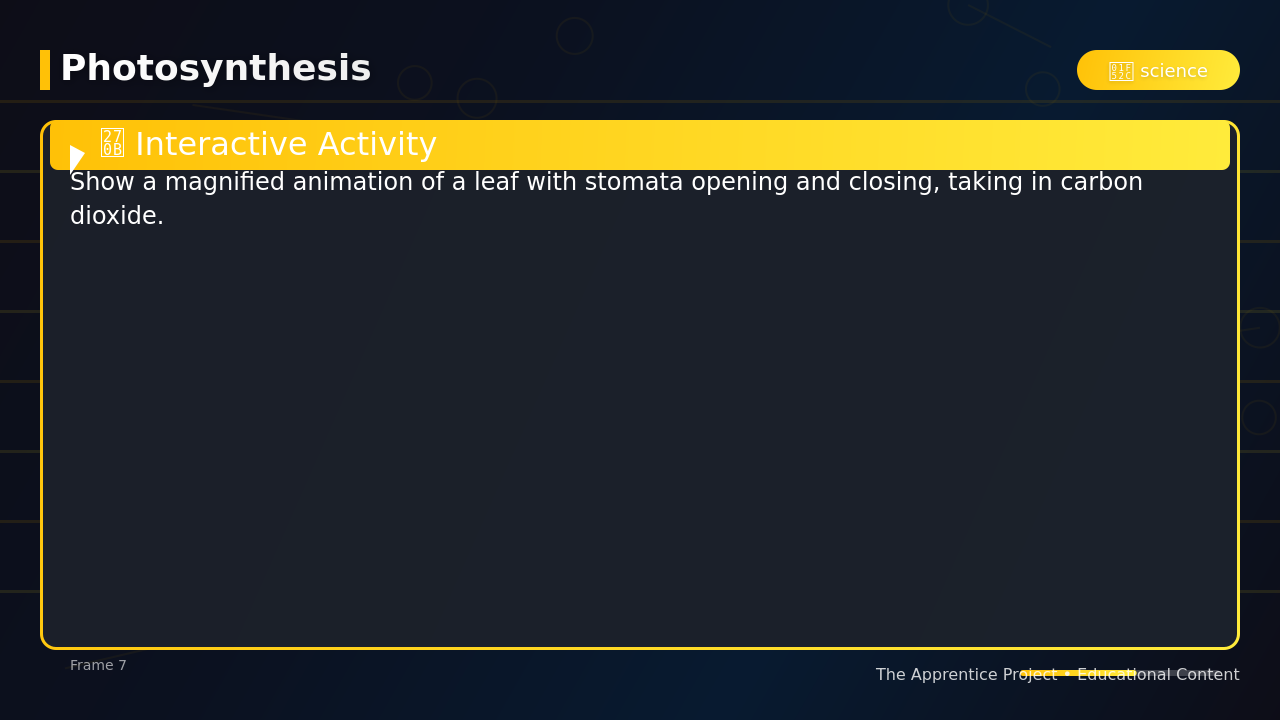 Photosynthesis
science
Interactive Activity
Show a magnified animation of a leaf with stomata opening and closing, taking in carbon
dioxide.
Frame 7
The Apprentice Project • Educational Content